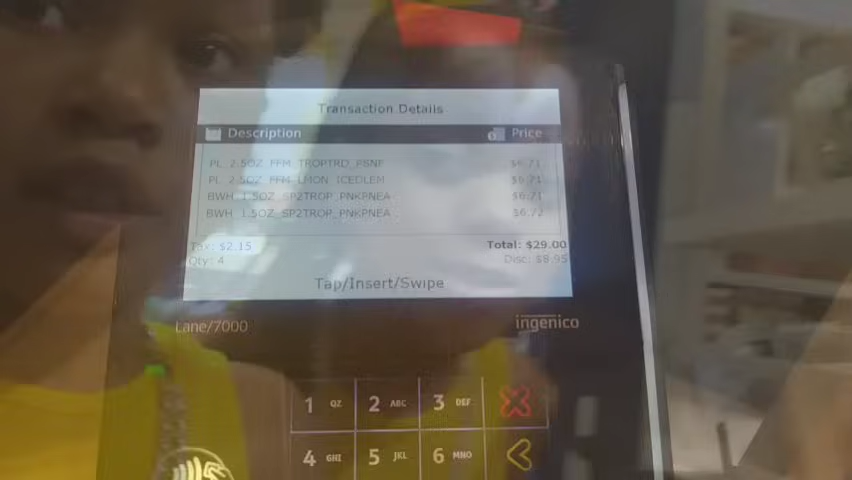 Transaction Details
Description Price
PL 2.5OZ FFM TROPTRD PSNF $6.71
PL 2.5OZ FFM LMON ICEDLEM $6.71
BWH 1.5OZ SP2TROP PNKPNEA $6.71
BWH 1.5OZ SP2TROP PNKPNEA $6.72
Tax: $2.15 Total: $29.00
Qty: 4 Disc: $8.95
Tap/Insert/Swipe
Lane/7000 ingenico
1 QZ 2 ABC 3 DEF
4 GHI 5 JKL 6 MNO